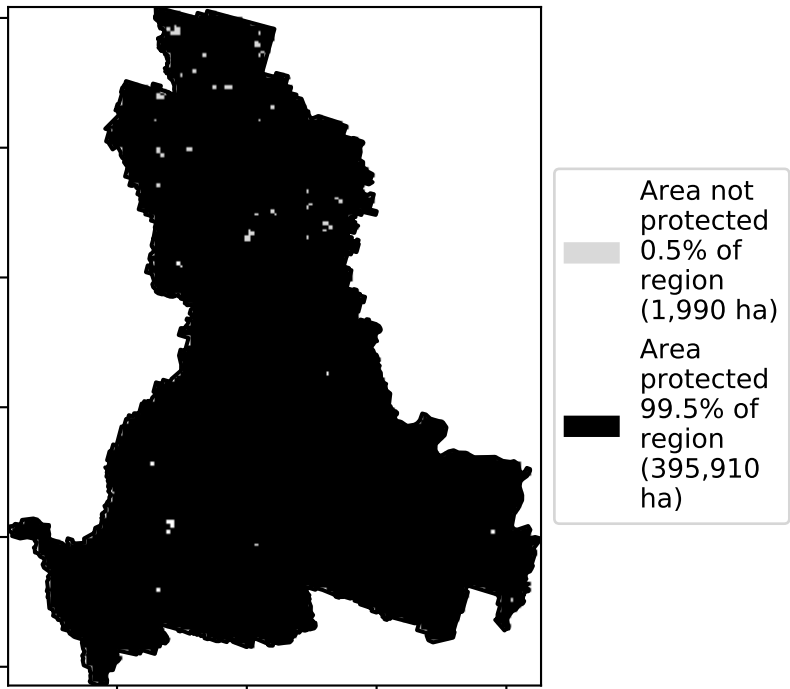 Area not
protected
0.5% of
region
(1,990 ha)
Area
protected
99.5% of
region
(395,910
ha)